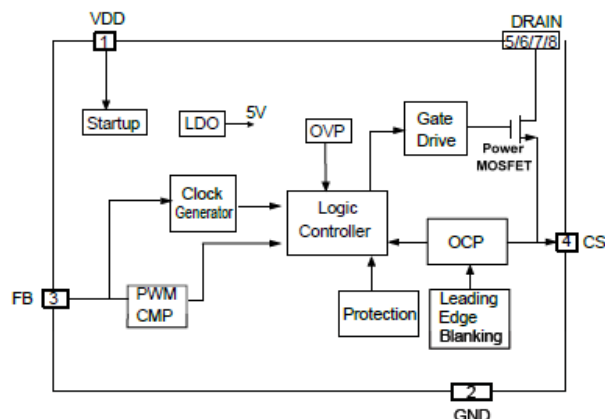 VDD
1
DRAIN
5/6/7/8
Startup
LDO
5V
OVP
Gate
Drive
Power
MOSFET
Clock
Generator
Logic
Controller
OCP
4
CS
FB
3
PWM
CMP
Protection
Leading
Edge
Blanking
2
GND